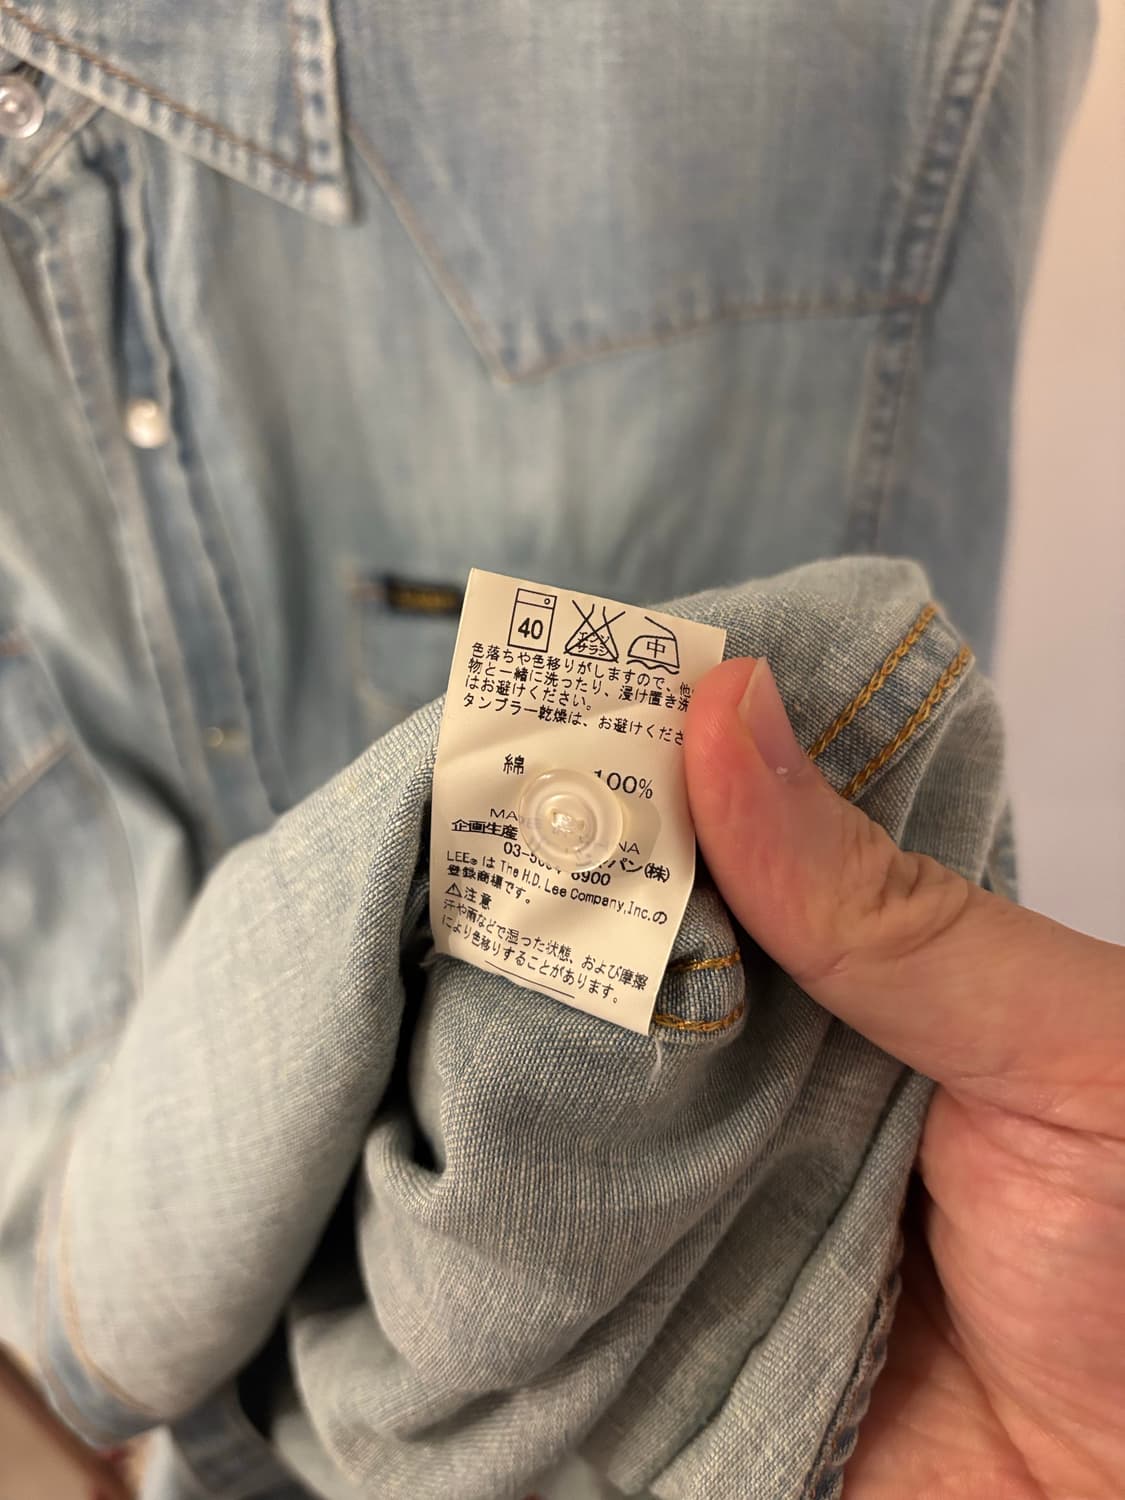 40
エンソ サラシ
中
色落ちや色移りがしますので、他
物と一緒に洗ったり、浸け置き洗
はお避けください。
タンブラー乾燥は、お避けくださ
綿 100%
MA NA
企画生産 パン(株)
03-5 6900
LEE®は The H.D. Lee Company, Inc.の
登録商標です。
⚠注意
汗や雨などで湿った状態、および摩擦
により色移りすることがあります。